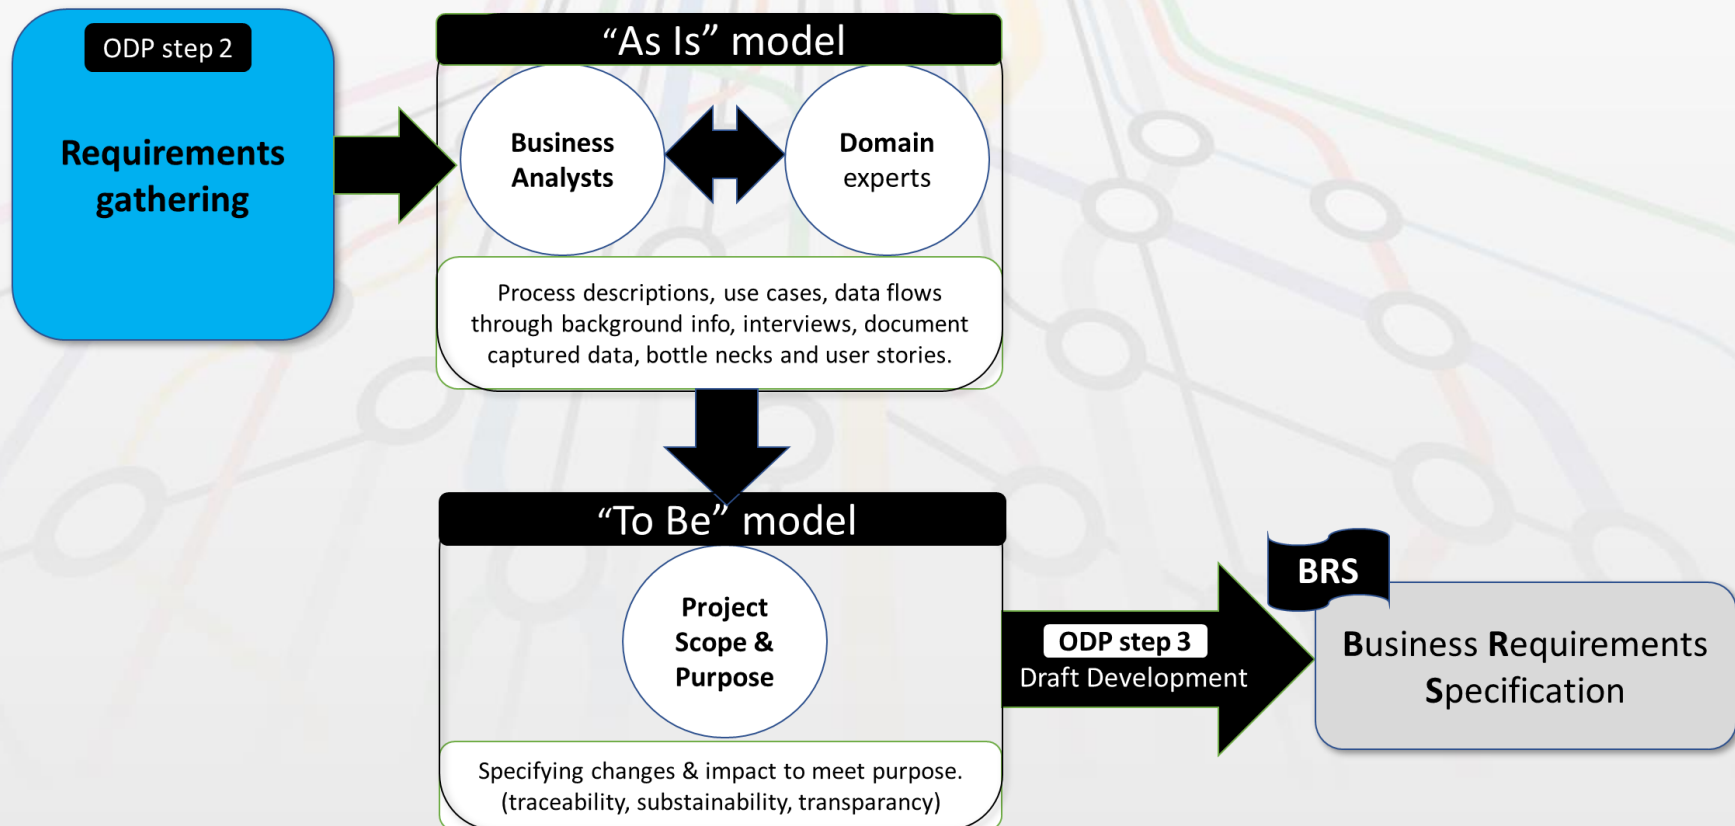 ODP step 2
Requirements
gathering
“As Is” model
Business
Analysts
Domain
experts
Process descriptions, use cases, data flows
through background info, interviews, document
captured data, bottle necks and user stories.
“To Be” model
Project
Scope &
Purpose
Specifying changes & impact to meet purpose.
(traceability, substainability, transparancy)
ODP step 3
Draft Development
BRS
Business Requirements
Specification